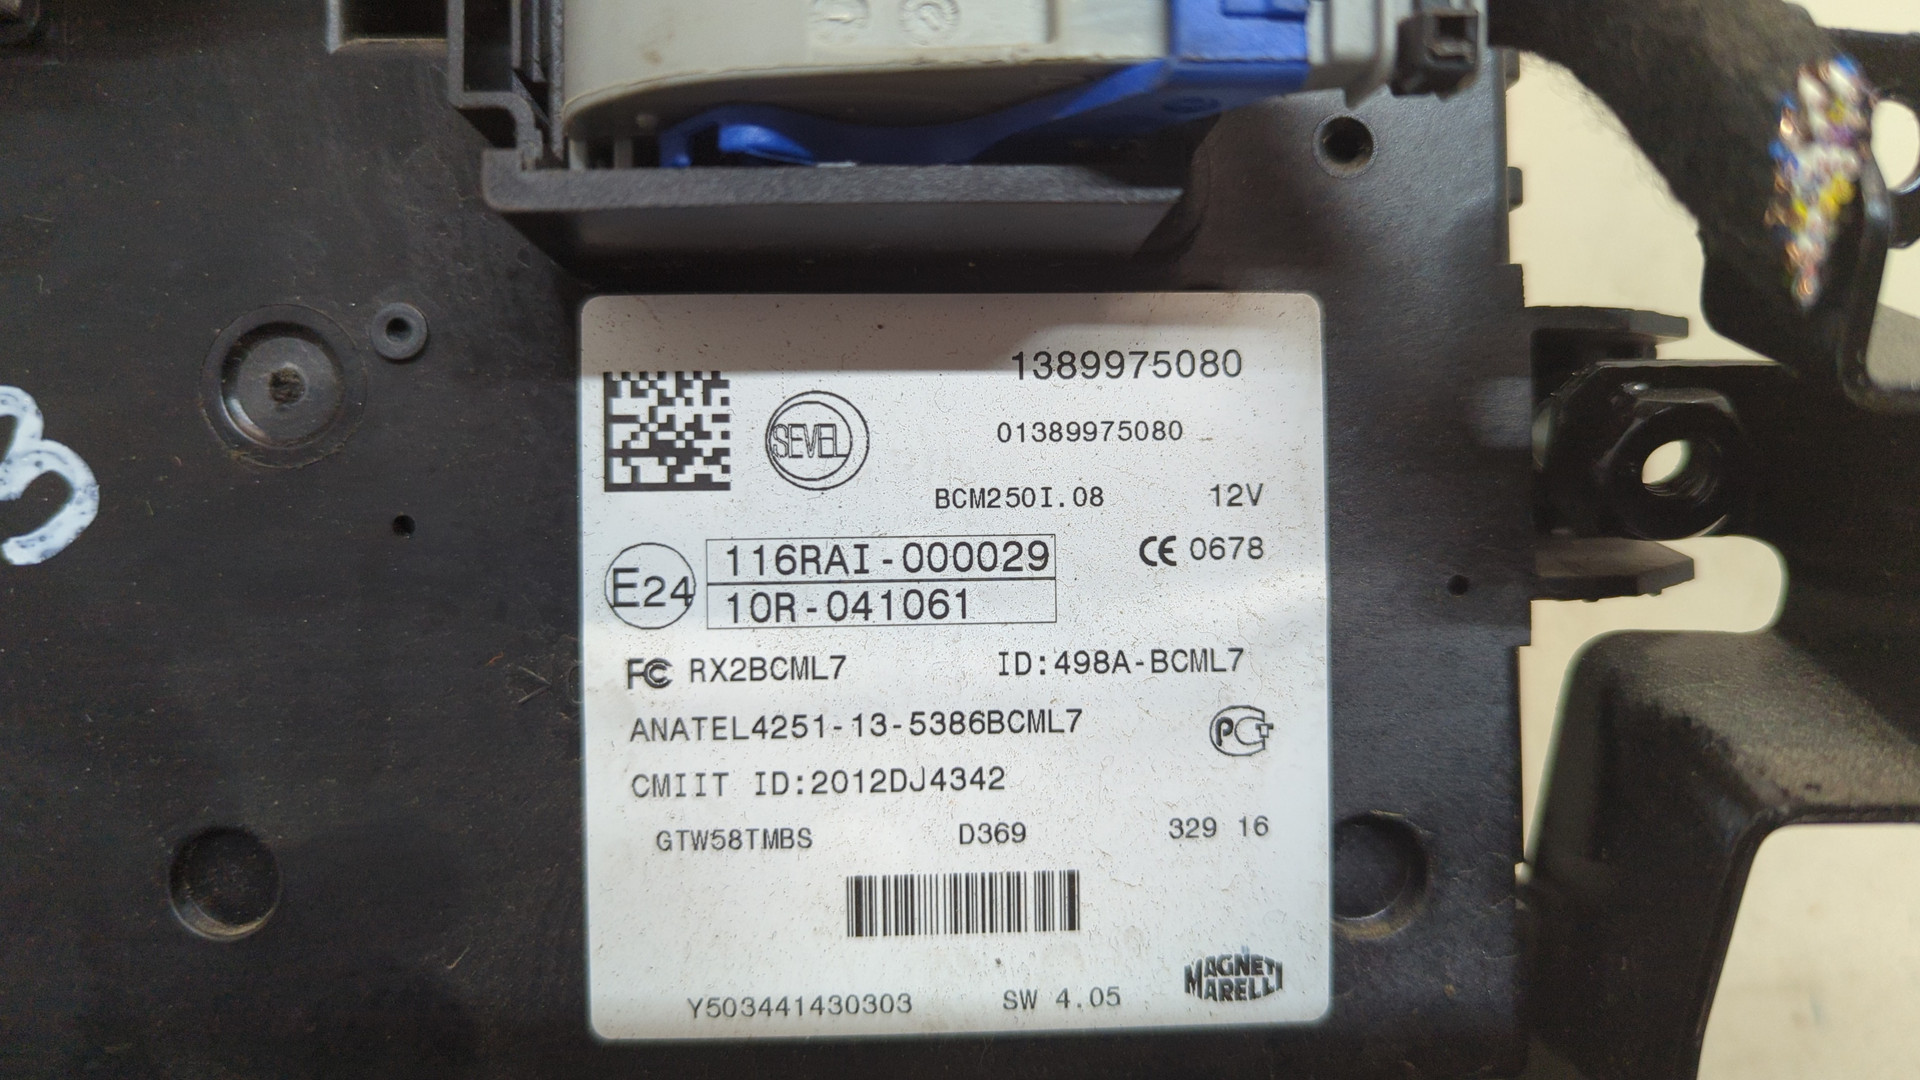 1389975080
SEVEL
01389975080
BCM250I.08 12V
E24
116RAI-000029
CE 0678
10R-041061
FC RX2BCML7 ID:498A-BCML7
ANATEL4251-13-5386BCML7
CMIIT ID:2012DJ4342
GTW58TMBS D369 329 16
Y503441430303 SW 4.05
MAGNETI
MARELLI
3